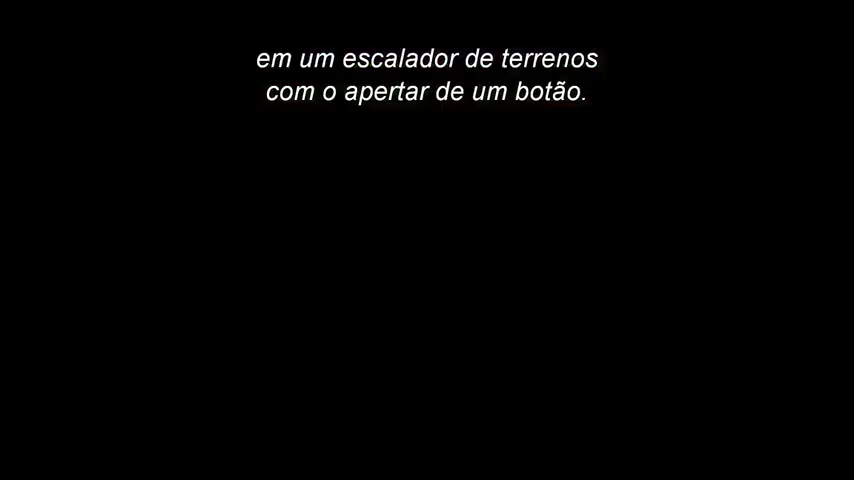 em um escalador de terrenos
com o apertar de um botão.